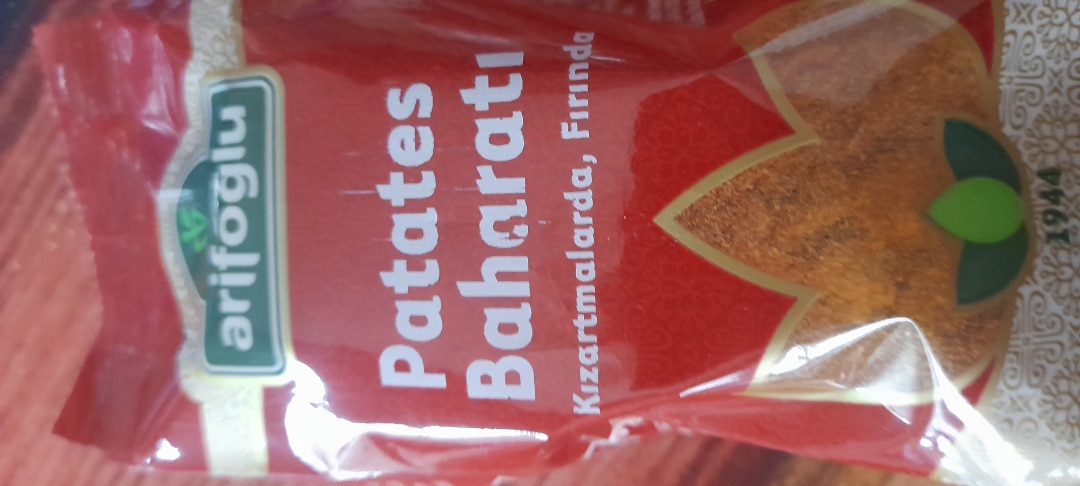 arifoğlu
Patates
Baharatı
Kızartmalarda, Fırında
1944